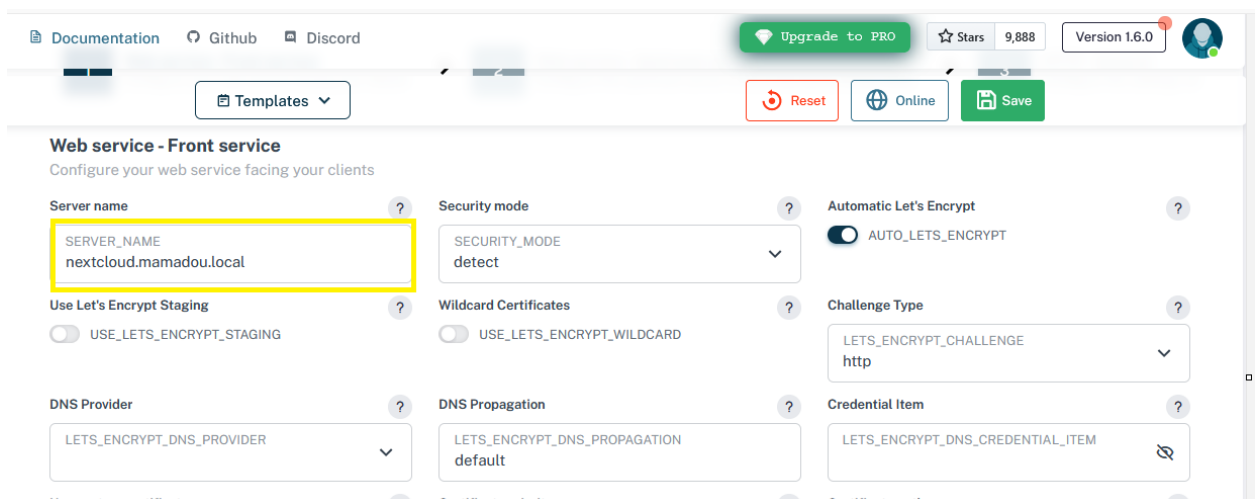 Documentation Github Discord Upgrade to PRO Stars 9,888 Version 1.6.0
2 3
Templates Reset Online Save
Web service - Front service
Configure your web service facing your clients
Server name ? Security mode ? Automatic Let's Encrypt ?
SERVER_NAME SECURITY_MODE AUTO_LETS_ENCRYPT
nextcloud.mamadou.local detect
Use Let's Encrypt Staging ? Wildcard Certificates ? Challenge Type ?
USE_LETS_ENCRYPT_STAGING USE_LETS_ENCRYPT_WILDCARD LETS_ENCRYPT_CHALLENGE
http
DNS Provider ? DNS Propagation ? Credential Item ?
LETS_ENCRYPT_DNS_PROVIDER LETS_ENCRYPT_DNS_PROPAGATION LETS_ENCRYPT_DNS_CREDENTIAL_ITEM
default